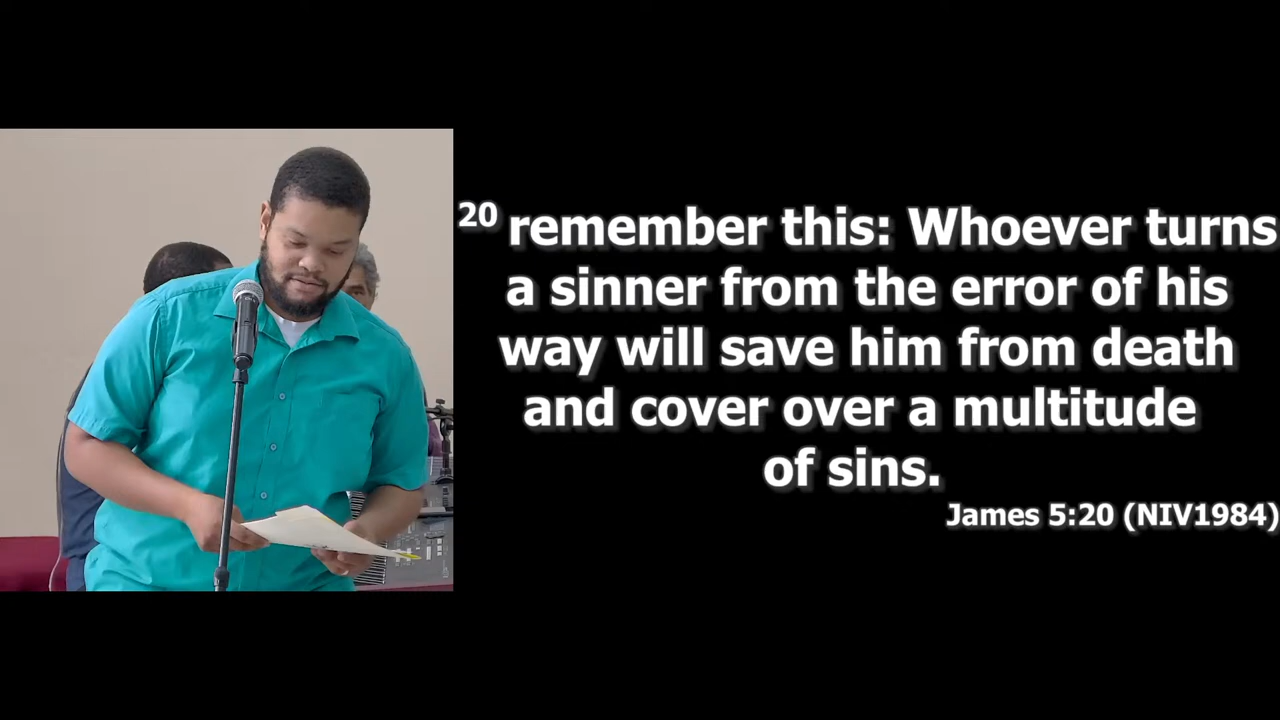 20 remember this: Whoever turns
a sinner from the error of his
way will save him from death
and cover over a multitude
of sins.
James 5:20 (NIV1984)